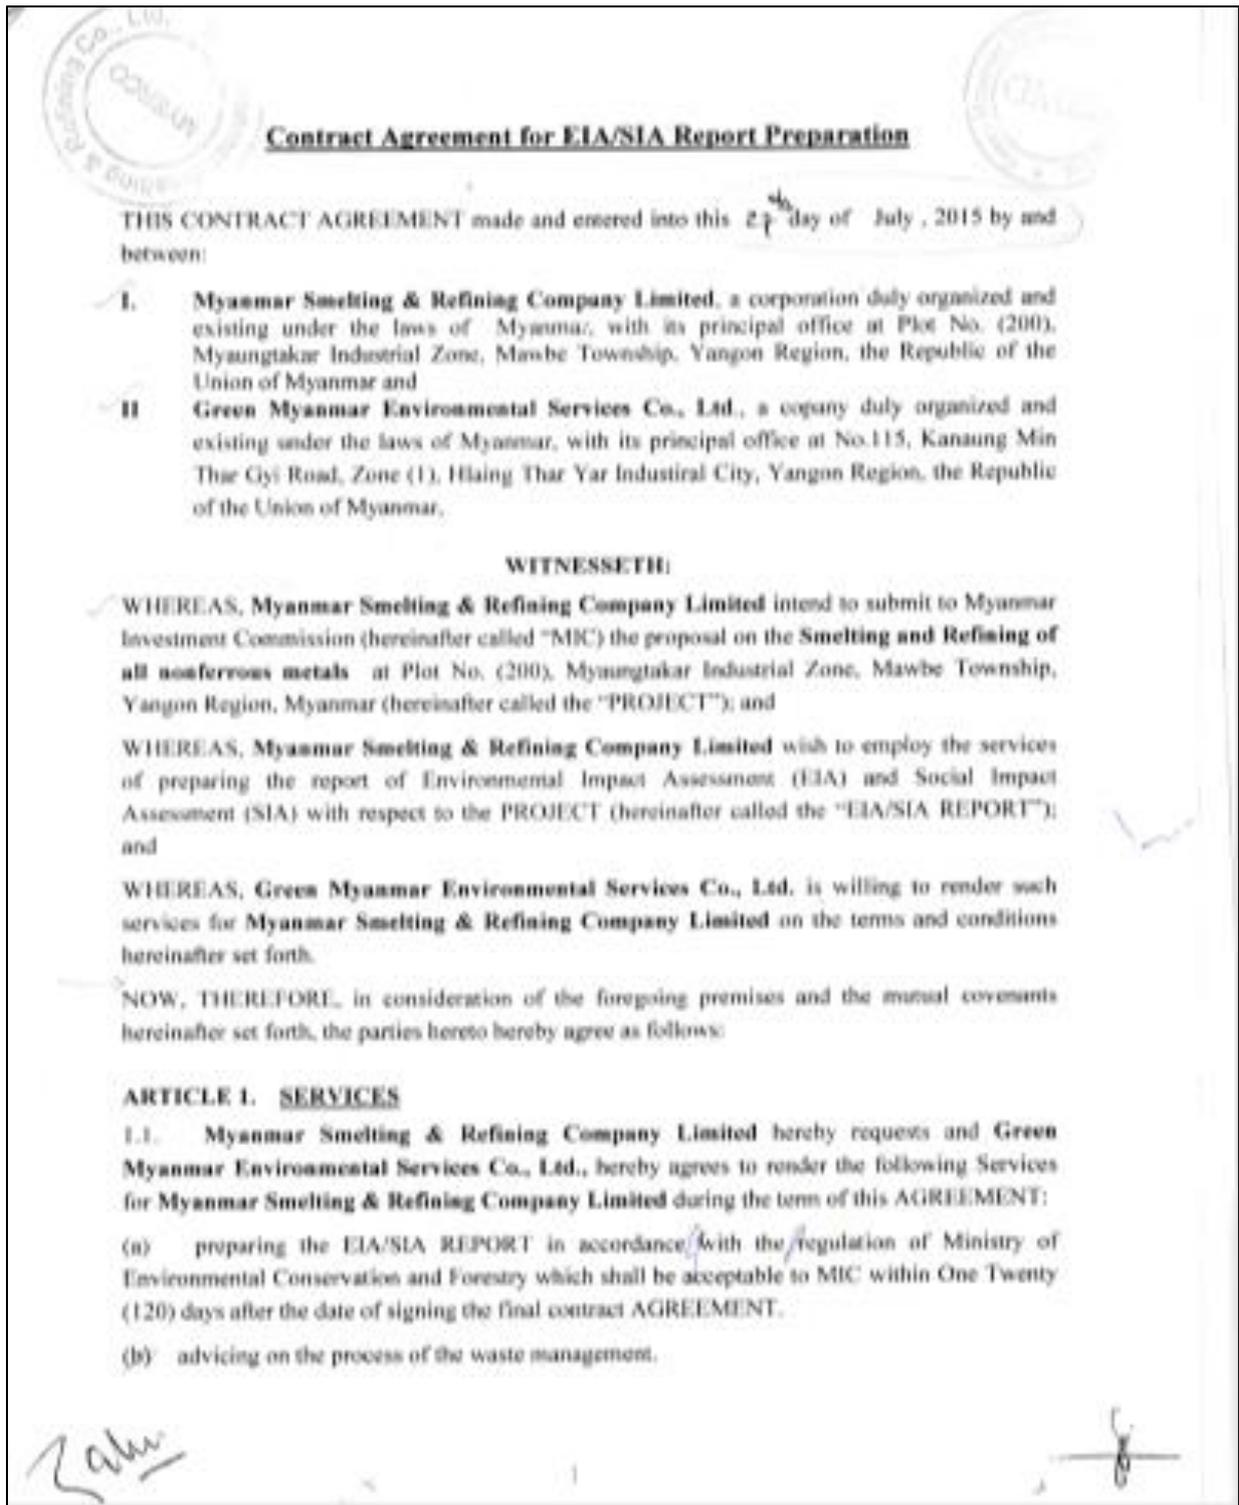 Contract Agreement for EIA/SIA Report Preparation
THIS CONTRACT AGREEMENT made and entered into this 27th day of July , 2015 by and
between:
I. Myanmar Smelting & Refining Company Limited, a corporation duly organized and
existing under the laws of Myanmar, with its principal office at Plot No. (200),
Myaungtakar Industrial Zone, Mawbe Township, Yangon Region, the Republic of the
Union of Myanmar and
II Green Myanmar Environmental Services Co., Ltd., a copany duly organized and
existing under the laws of Myanmar, with its principal office at No.115, Kanaung Min
Thar Gyi Road, Zone (1), Hlaing Thar Yar Industiral City, Yangon Region, the Republic
of the Union of Myanmar.
WITNESSETH:
WHEREAS, Myanmar Smelting & Refining Company Limited intend to submit to Myanmar
Investment Commission (hereinafter called "MIC) the proposal on the Smelting and Refining of
all nonferrous metals at Plot No. (200), Myaungtakar Industrial Zone, Mawbe Township,
Yangon Region, Myanmar (hereinafter called the "PROJECT"); and
WHEREAS, Myanmar Smelting & Refining Company Limited wish to employ the services
of preparing the report of Environmental Impact Assessment (EIA) and Social Impact
Assessment (SIA) with respect to the PROJECT (hereinafter called the "EIA/SIA REPORT");
and
WHEREAS, Green Myanmar Environmental Services Co., Ltd. is willing to render such
services for Myanmar Smelting & Refining Company Limited on the terms and conditions
hereinafter set forth.
NOW, THEREFORE, in consideration of the foregoing premises and the mutual covenants
hereinafter set forth, the parties hereto hereby agree as follows:
ARTICLE 1. SERVICES
1.1. Myanmar Smelting & Refining Company Limited hereby requests and Green
Myanmar Environmental Services Co., Ltd., hereby agrees to render the following Services
for Myanmar Smelting & Refining Company Limited during the term of this AGREEMENT:
(a) preparing the EIA/SIA REPORT in accordance with the regulation of Ministry of
Environmental Conservation and Forestry which shall be acceptable to MIC within One Twenty
(120) days after the date of signing the final contract AGREEMENT.
(b) advicing on the process of the waste management.
1